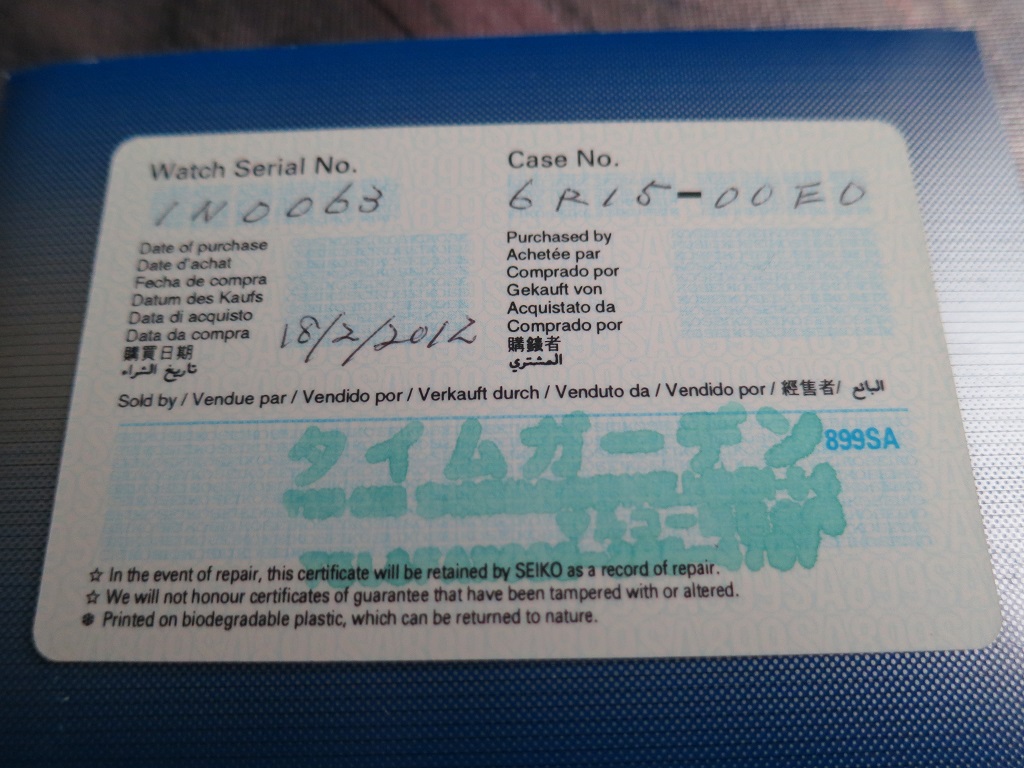 Watch Serial No.
1N0063
Case No.
6R15-00E0
Date of purchase
Date d'achat
Fecha de compra
Datum des Kaufs
Data di acquisto
Data da compra
購買日期
تاريخ الشراء
18/2/2012
Purchased by
Achetée par
Comprado por
Gekauft von
Acquistato da
Comprado por
購錶者
المشتري
Sold by / Vendue par / Vendido por / Verkauft durch / Venduto da / Vendido por / 經售者/ البائع
タイムガーデン
899SA
☆ In the event of repair, this certificate will be retained by SEIKO as a record of repair.
☆ We will not honour certificates of guarantee that have been tampered with or altered.
❃ Printed on biodegradable plastic, which can be returned to nature.